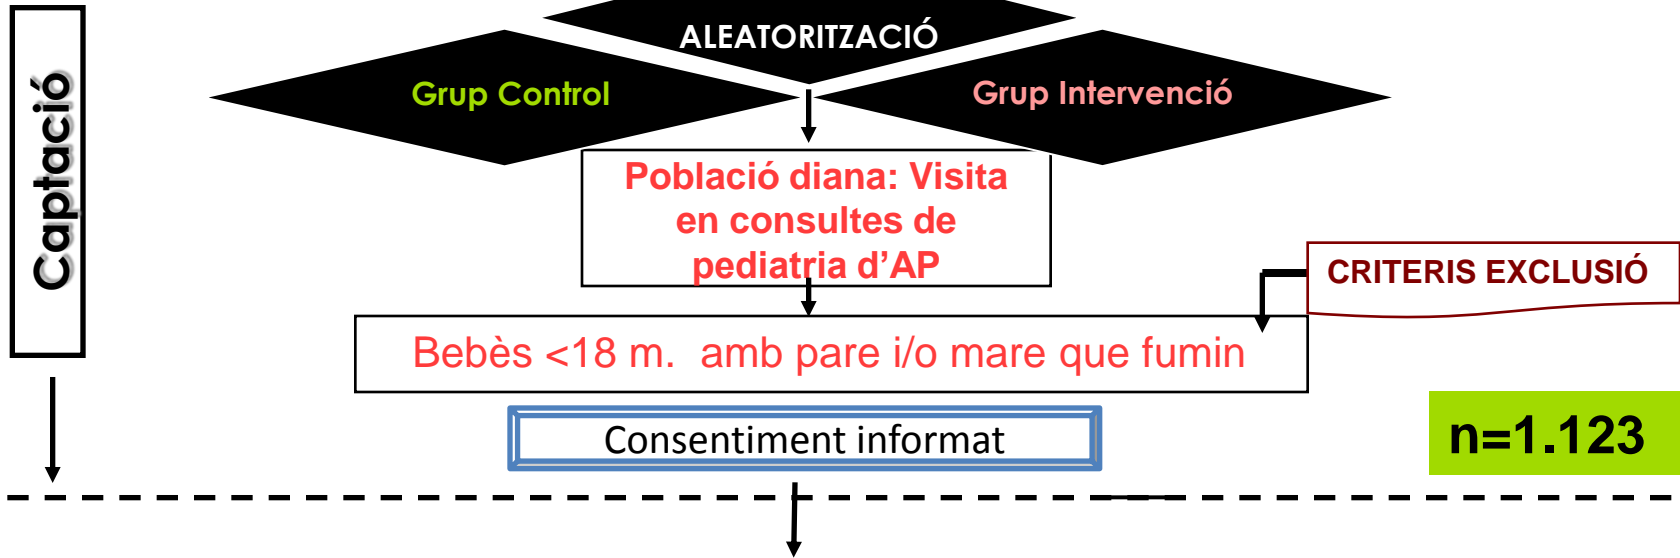 Captació
ALEATORITZACIÓ
Grup Control
Grup Intervenció
Població diana: Visita
en consultes de
pediatria d’AP
CRITERIS EXCLUSIÓ
Bebès <18 m. amb pare i/o mare que fumin
Consentiment informat
n=1.123